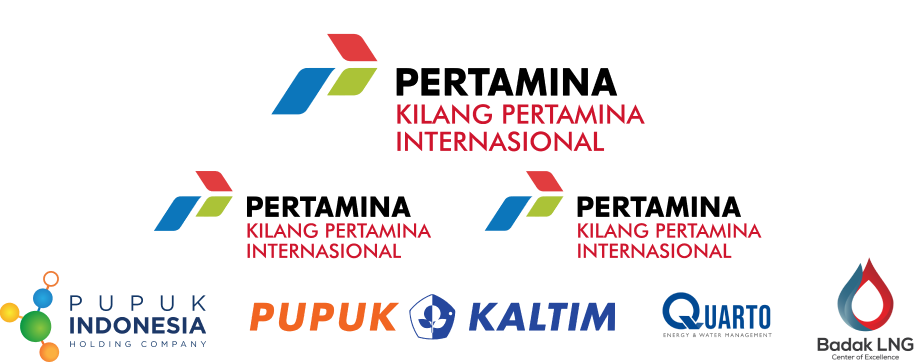 PERTAMINA
KILANG PERTAMINA
INTERNASIONAL
PERTAMINA
KILANG PERTAMINA
INTERNASIONAL
PERTAMINA
KILANG PERTAMINA
INTERNASIONAL
PUPUK
INDONESIA
HOLDING COMPANY
PUPUK KALTIM
QUARTO
ENERGY & WATER MANAGEMENT
Badak LNG
Center of Excellence